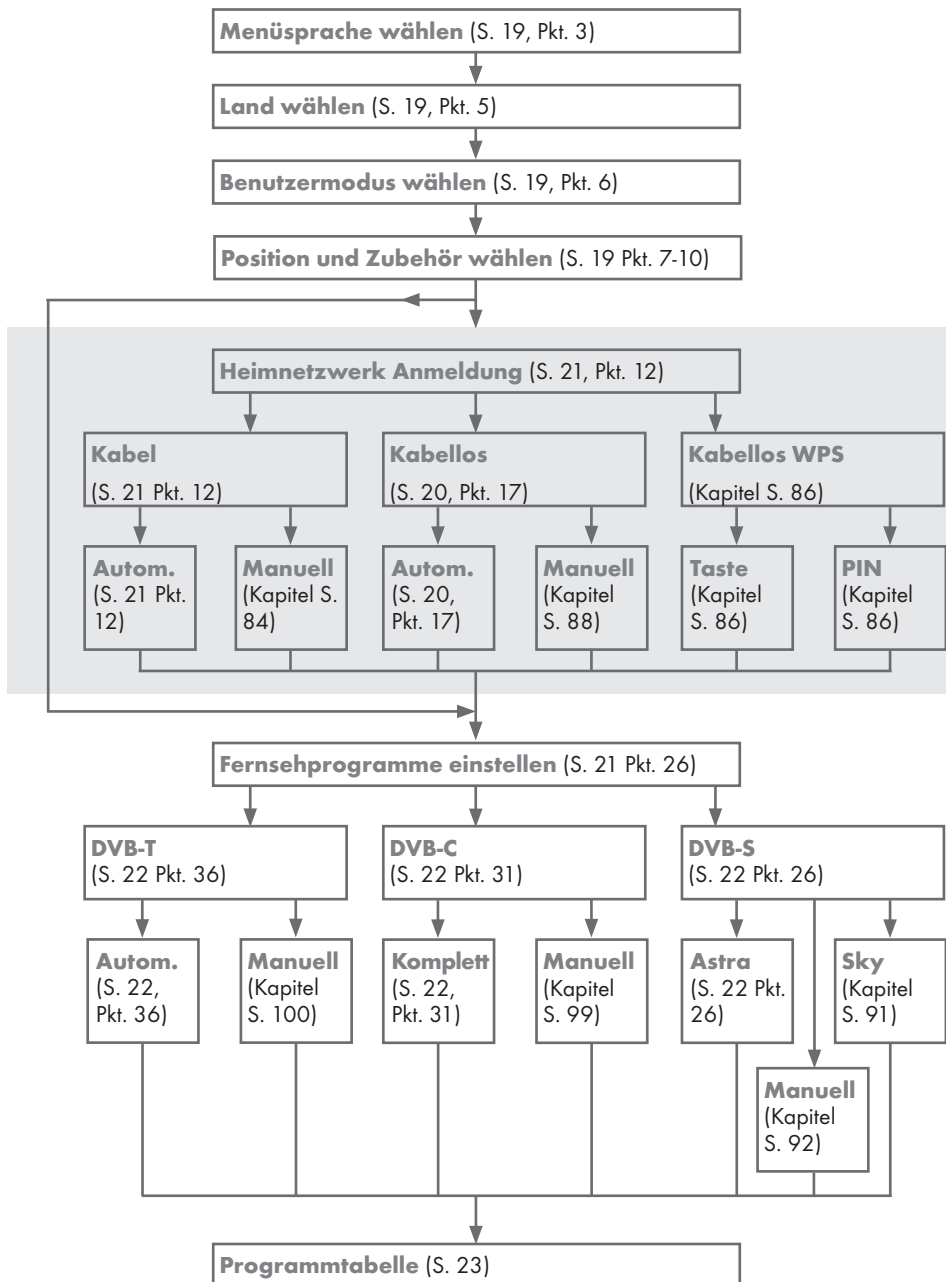 Menüsprache wählen (S. 19, Pkt. 3)
Land wählen (S. 19, Pkt. 5)
Benutzermodus wählen (S. 19, Pkt. 6)
Position und Zubehör wählen (S. 19 Pkt. 7-10)
Heimnetzwerk Anmeldung (S. 21, Pkt. 12)
Kabel
(S. 21 Pkt. 12)
Kabellos
(S. 20, Pkt. 17)
Kabellos WPS
(Kapitel S. 86)
Autom.
(S. 21 Pkt.
12)
Manuell
(Kapitel S.
84)
Autom.
(S. 20,
Pkt. 17)
Manuell
(Kapitel
S. 88)
Taste
(Kapitel
S. 86)
PIN
(Kapitel
S. 86)
Fernsehprogramme einstellen (S. 21 Pkt. 26)
DVB-T
(S. 22 Pkt. 36)
DVB-C
(S. 22 Pkt. 31)
DVB-S
(S. 22 Pkt. 26)
Autom.
(S. 22,
Pkt. 36)
Manuell
(Kapitel
S. 100)
Komplett
(S. 22,
Pkt. 31)
Manuell
(Kapitel
S. 99)
Astra
(S. 22 Pkt.
26)
Sky
(Kapitel
S. 91)
Manuell
(Kapitel
S. 92)
Programmtabelle (S. 23)